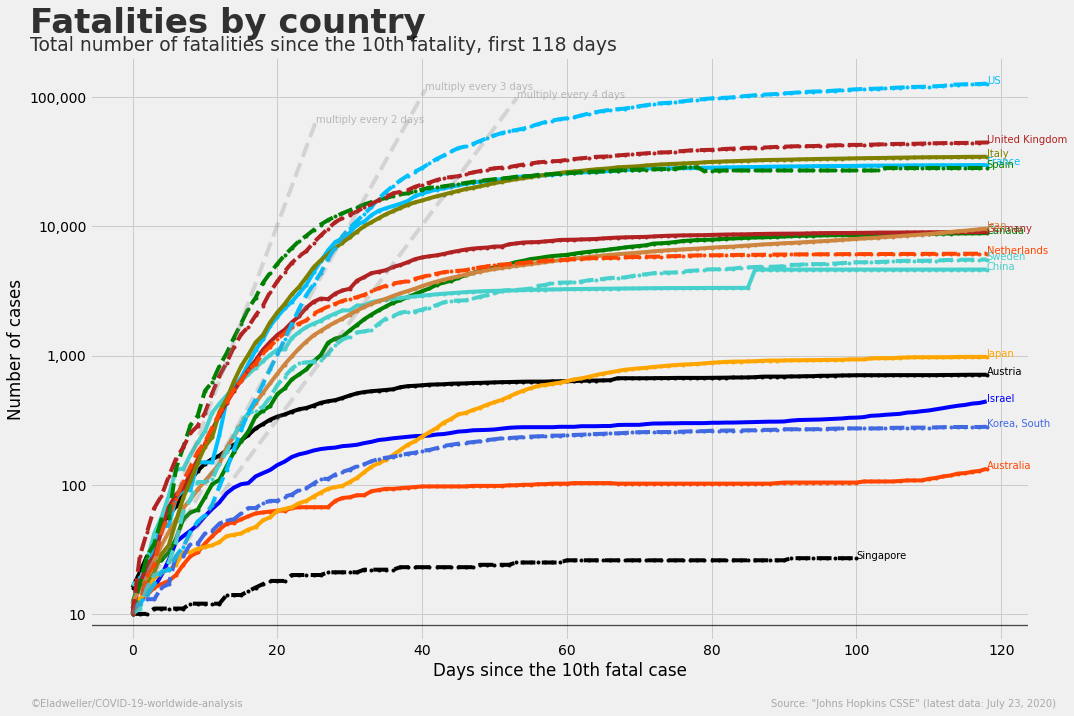 Fatalities by country
Total number of fatalities since the 10th fatality, first 118 days
multiply every 3 days
multiply every 4 days
multiply every 2 days
US
United Kingdom
Italy
France
Spain
Iran
Germany
Canada
Netherlands
Sweden
China
Japan
Austria
Israel
Korea, South
Australia
Singapore
Number of cases
100,000
10,000
1,000
100
10
0 20 40 60 80 100 120
Days since the 10th fatal case
©Eladweller/COVID-19-worldwide-analysis
Source: "Johns Hopkins CSSE" (latest data: July 23, 2020)